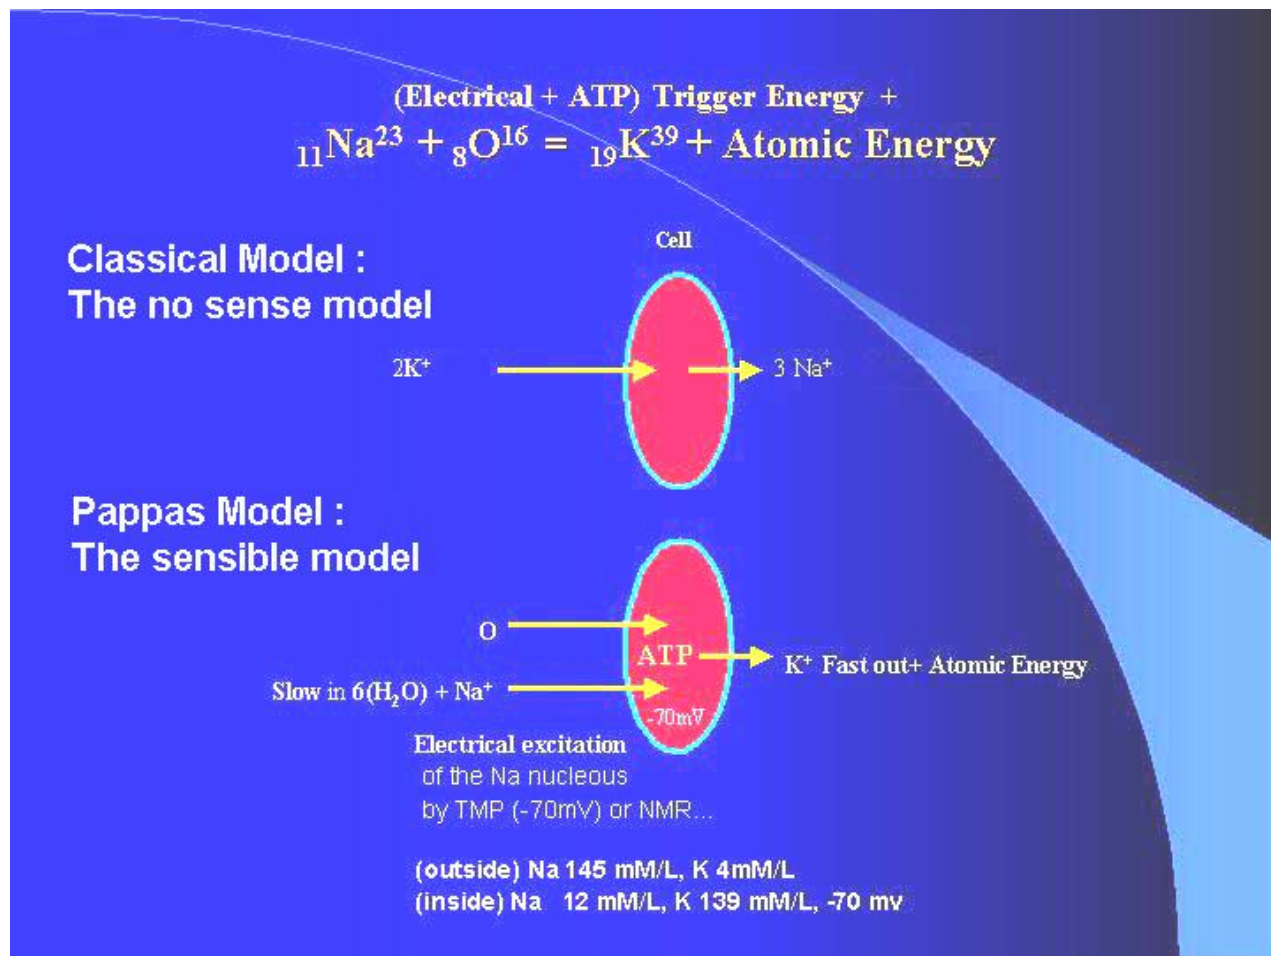 (Electrical + ATP) Trigger Energy +
₁₁Na²³ + ₈O¹⁶ = ₁₉K³⁹ + Atomic Energy
Classical Model :
The no sense model
Cell
2K⁺
3 Na⁺
Pappas Model :
The sensible model
O
ATP
K⁺ Fast out+ Atomic Energy
Slow in 6(H₂O) + Na⁺
-70mV
Electrical excitation
of the Na nucleous
by TMP (-70mV) or NMR...
(outside) Na 145 mM/L, K 4mM/L
(inside) Na 12 mM/L, K 139 mM/L, -70 mv